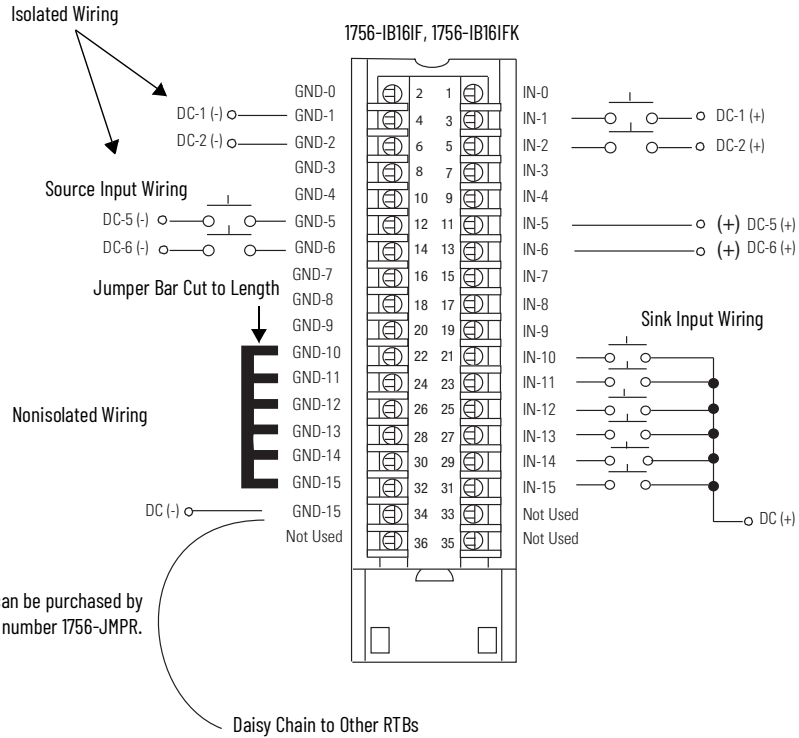 Isolated Wiring
1756-IB16IF, 1756-IB16IFK
GND-0 2 1 IN-0
DC-1 (-) GND-1 4 3 IN-1 DC-1 (+)
DC-2 (-) GND-2 6 5 IN-2 DC-2 (+)
GND-3 8 7 IN-3
Source Input Wiring
GND-4 10 9 IN-4
DC-5 (-) GND-5 12 11 IN-5 (+) DC-5 (+)
DC-6 (-) GND-6 14 13 IN-6 (+) DC-6 (+)
GND-7 16 15 IN-7
Jumper Bar Cut to Length
GND-8 18 17 IN-8
Sink Input Wiring
GND-9 20 19 IN-9
GND-10 22 21 IN-10
GND-11 24 23 IN-11
Nonisolated Wiring
GND-12 26 25 IN-12
GND-13 28 27 IN-13
GND-14 30 29 IN-14
GND-15 32 31 IN-15
DC (-) GND-15 34 33 Not Used DC (+)
Not Used 36 35 Not Used
can be purchased by
number 1756-JMPR.
Daisy Chain to Other RTBs